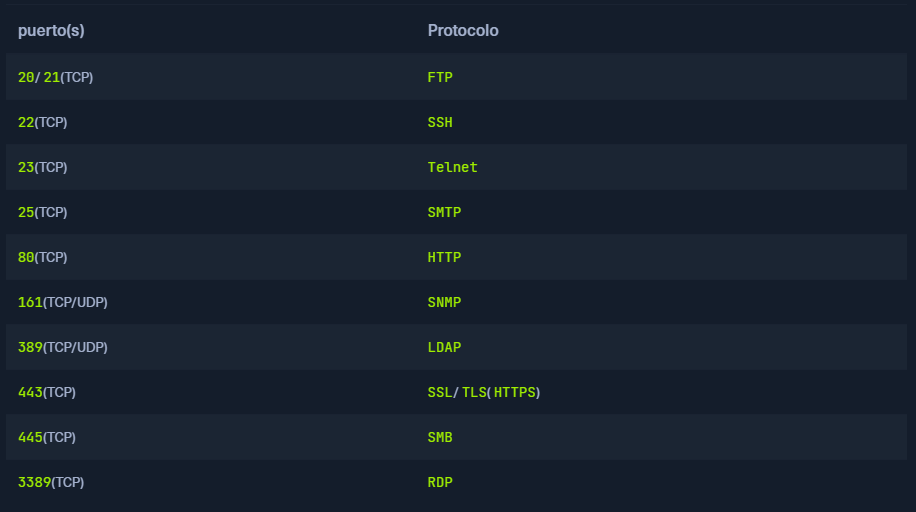 puerto(s) Protocolo
20/ 21(TCP) FTP
22(TCP) SSH
23(TCP) Telnet
25(TCP) SMTP
80(TCP) HTTP
161(TCP/UDP) SNMP
389(TCP/UDP) LDAP
443(TCP) SSL/ TLS( HTTPS)
445(TCP) SMB
3389(TCP) RDP